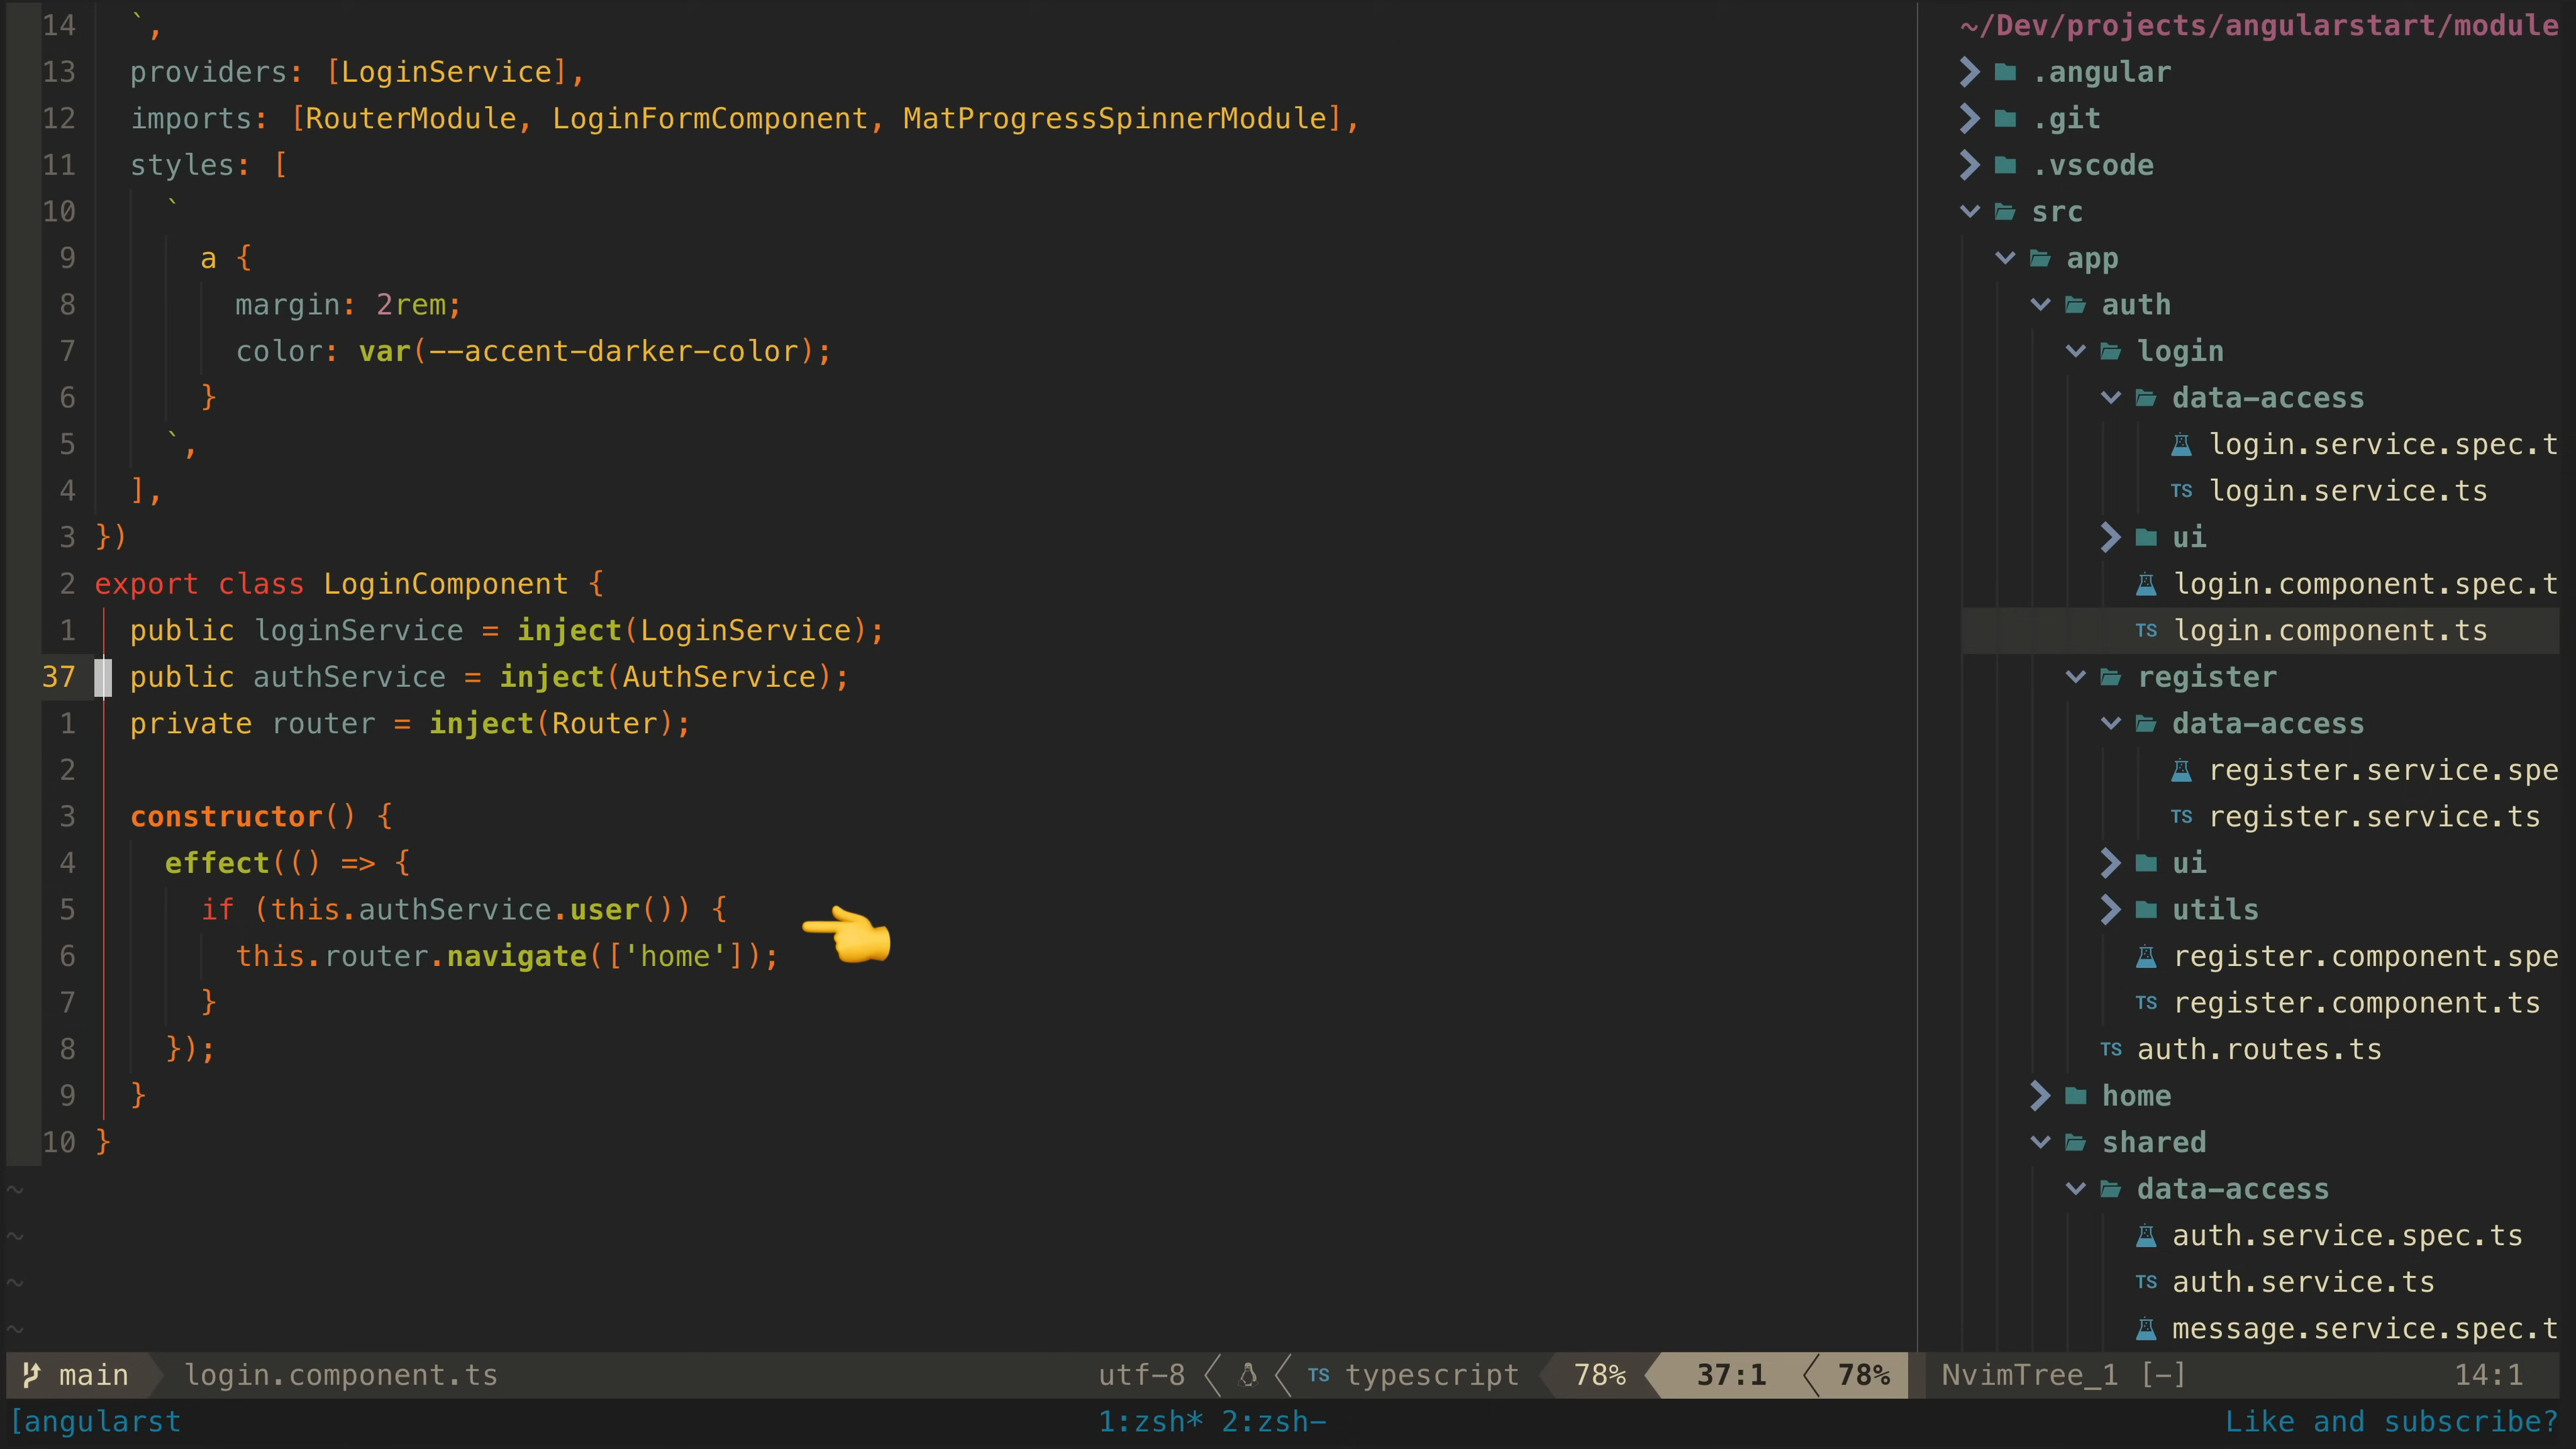 14   `,
13   providers: [LoginService],
12   imports: [RouterModule, LoginFormComponent, MatProgressSpinnerModule],
11   styles: [
10     `
9       a {
8         margin: 2rem;
7         color: var(--accent-darker-color);
6       }
5     `,
4   ],
3 })
2 export class LoginComponent {
1   public loginService = inject(LoginService);
37   public authService = inject(AuthService);
1   private router = inject(Router);
2
3   constructor() {
4     effect(() => {
5       if (this.authService.user()) {
6         this.router.navigate(['home']);
7       }
8     });
9   }
10 }
~
~
~
~
~/Dev/projects/angularstart/module
.angular
.git
.vscode
src
app
auth
login
data-access
login.service.spec.t
TS login.service.ts
ui
login.component.spec.t
TS login.component.ts
register
data-access
register.service.spe
TS register.service.ts
ui
utils
register.component.spe
TS register.component.ts
TS auth.routes.ts
home
shared
data-access
auth.service.spec.ts
TS auth.service.ts
message.service.spec.t
main login.component.ts utf-8 TS typescript 78% 37:1 78% NvimTree_1 [-] 14:1
[angularst 1:zsh* 2:zsh- Like and subscribe?